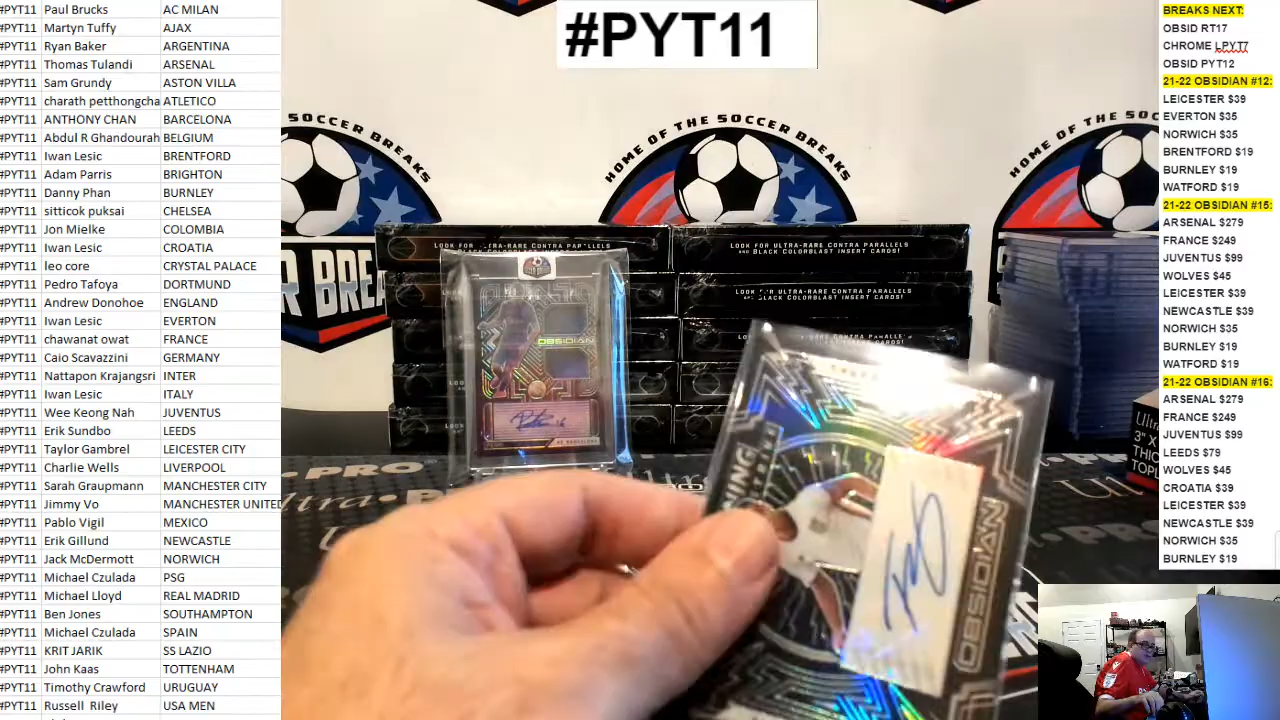 #PYT11 Paul Brucks AC MILAN
#PYT11 Martyn Tuffy AJAX
#PYT11 Ryan Baker ARGENTINA
#PYT11 Thomas Tulandi ARSENAL
#PYT11 Sam Grundy ASTON VILLA
#PYT11 charath petthongcha ATLETICO
#PYT11 ANTHONY CHAN BARCELONA
#PYT11 Abdul R Ghandourah BELGIUM
#PYT11 Iwan Lesic BRENTFORD
#PYT11 Adam Parris BRIGHTON
#PYT11 Danny Phan BURNLEY
#PYT11 sitticok puksai CHELSEA
#PYT11 Jon Mielke COLOMBIA
#PYT11 Iwan Lesic CROATIA
#PYT11 leo core CRYSTAL PALACE
#PYT11 Pedro Tafoya DORTMUND
#PYT11 Andrew Donohoe ENGLAND
#PYT11 Iwan Lesic EVERTON
#PYT11 chawanat owat FRANCE
#PYT11 Caio Scavazzini GERMANY
#PYT11 Nattapon Krajangsri INTER
#PYT11 Iwan Lesic ITALY
#PYT11 Wee Keong Nah JUVENTUS
#PYT11 Erik Sundbo LEEDS
#PYT11 Taylor Gambrel LEICESTER CITY
#PYT11 Charlie Wells LIVERPOOL
#PYT11 Sarah Graupmann MANCHESTER CITY
#PYT11 Jimmy Vo MANCHESTER UNITED
#PYT11 Pablo Vigil MEXICO
#PYT11 Erik Gillund NEWCASTLE
#PYT11 Jack McDermott NORWICH
#PYT11 Michael Czulada PSG
#PYT11 Michael Lloyd REAL MADRID
#PYT11 Ben Jones SOUTHAMPTON
#PYT11 Michael Czulada SPAIN
#PYT11 KRIT JARIK SS LAZIO
#PYT11 John Kaas TOTTENHAM
#PYT11 Timothy Crawford URUGUAY
#PYT11 Russell Riley USA MEN
#PYT11
HOME OF THE SOCCER BREAKS
HOME OF THE SOCCER BREAKS
HOME OF THE SOC
R BREA
LOOK FOR ULTRA-RARE CONTRA PARALLELS
LOOK FOR ULTRA-RARE CONTRA PARALLELS
AND BLACK COLORBLAST INSERT CARDS!
LOOK FOR ULTRA-RARE CONTRA PARALLELS
BLACK COLORBLAST INSERT CARDS!
OBSIDIAN
FC BARCELONA
OBSIDIAN
Ultra
3" X
TOPL
BREAKS NEXT:
OBSID RT17
CHROME LPYT7
OBSID PYT12
21-22 OBSIDIAN #12:
LEICESTER $39
EVERTON $35
NORWICH $35
BRENTFORD $19
BURNLEY $19
WATFORD $19
21-22 OBSIDIAN #15:
ARSENAL $279
FRANCE $249
JUVENTUS $99
WOLVES $45
LEICESTER $39
NEWCASTLE $39
NORWICH $35
BURNLEY $19
WATFORD $19
21-22 OBSIDIAN #16:
ARSENAL $279
FRANCE $249
JUVENTUS $99
LEEDS $79
WOLVES $45
CROATIA $39
LEICESTER $39
NEWCASTLE $39
NORWICH $35
BURNLEY $19